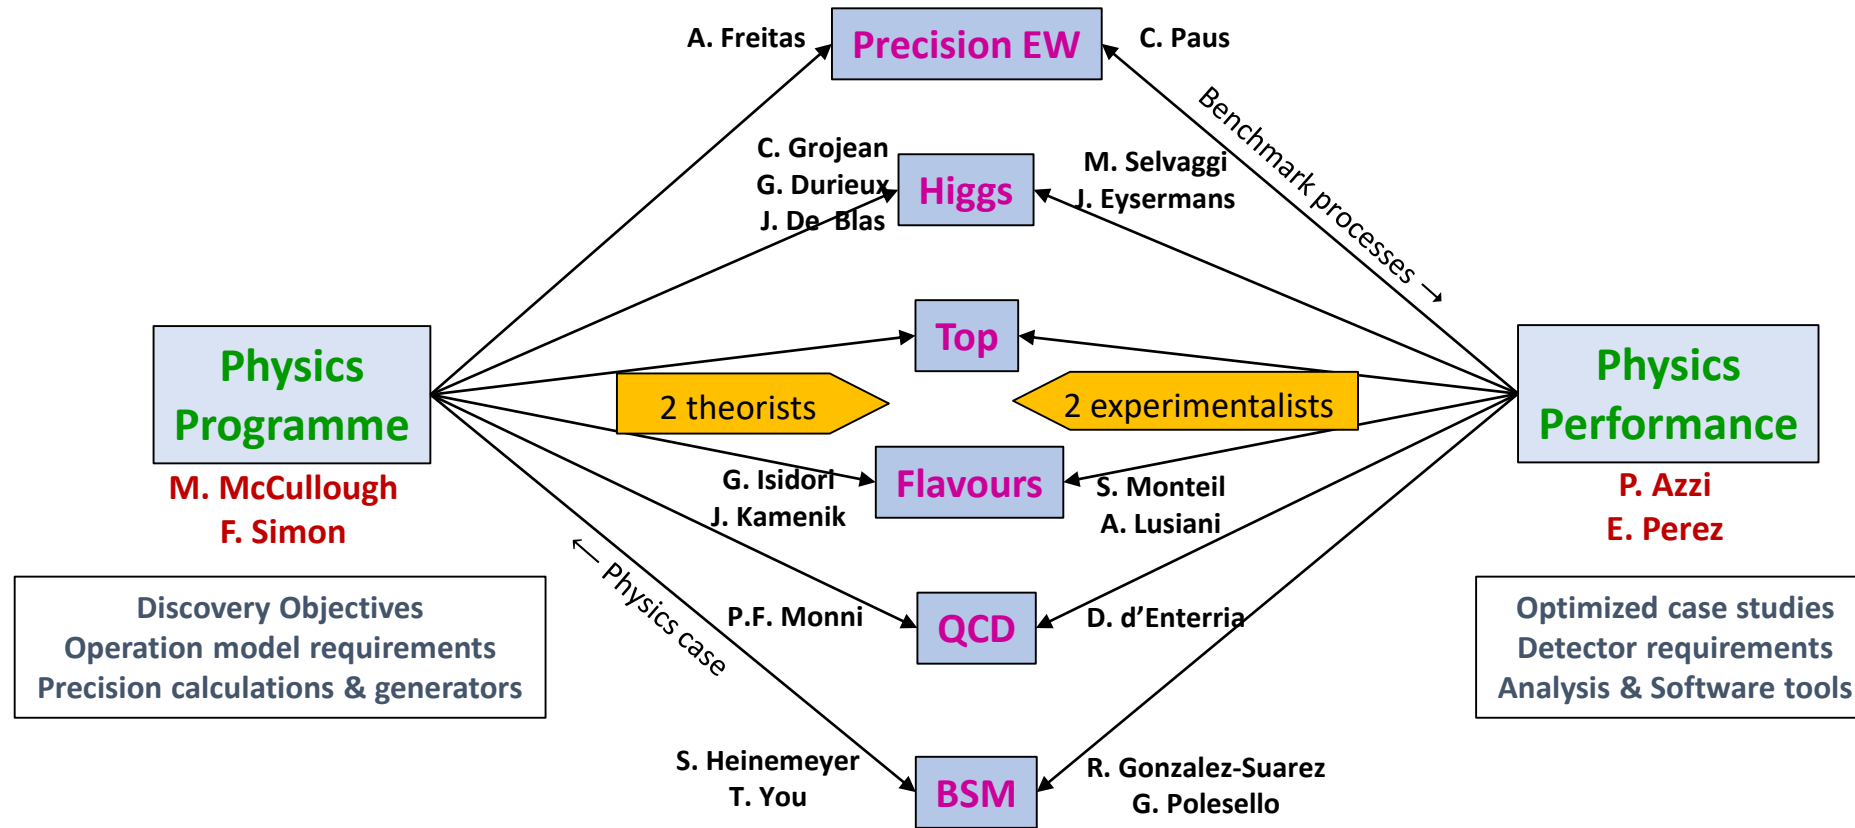 A. Freitas
Precision EW
C. Paus
Benchmark processes →
C. Grojean
G. Durieux
J. De Blas
Higgs
M. Selvaggi
J. Eysermans
Top
Physics
Programme
M. McCullough
F. Simon
2 theorists
2 experimentalists
Physics
Performance
P. Azzi
E. Perez
G. Isidori
J. Kamenik
Flavours
S. Monteil
A. Lusiani
← Physics case
Discovery Objectives
Operation model requirements
Precision calculations & generators
P.F. Monni
QCD
D. d’Enterria
Optimized case studies
Detector requirements
Analysis & Software tools
S. Heinemeyer
T. You
BSM
R. Gonzalez-Suarez
G. Polesello